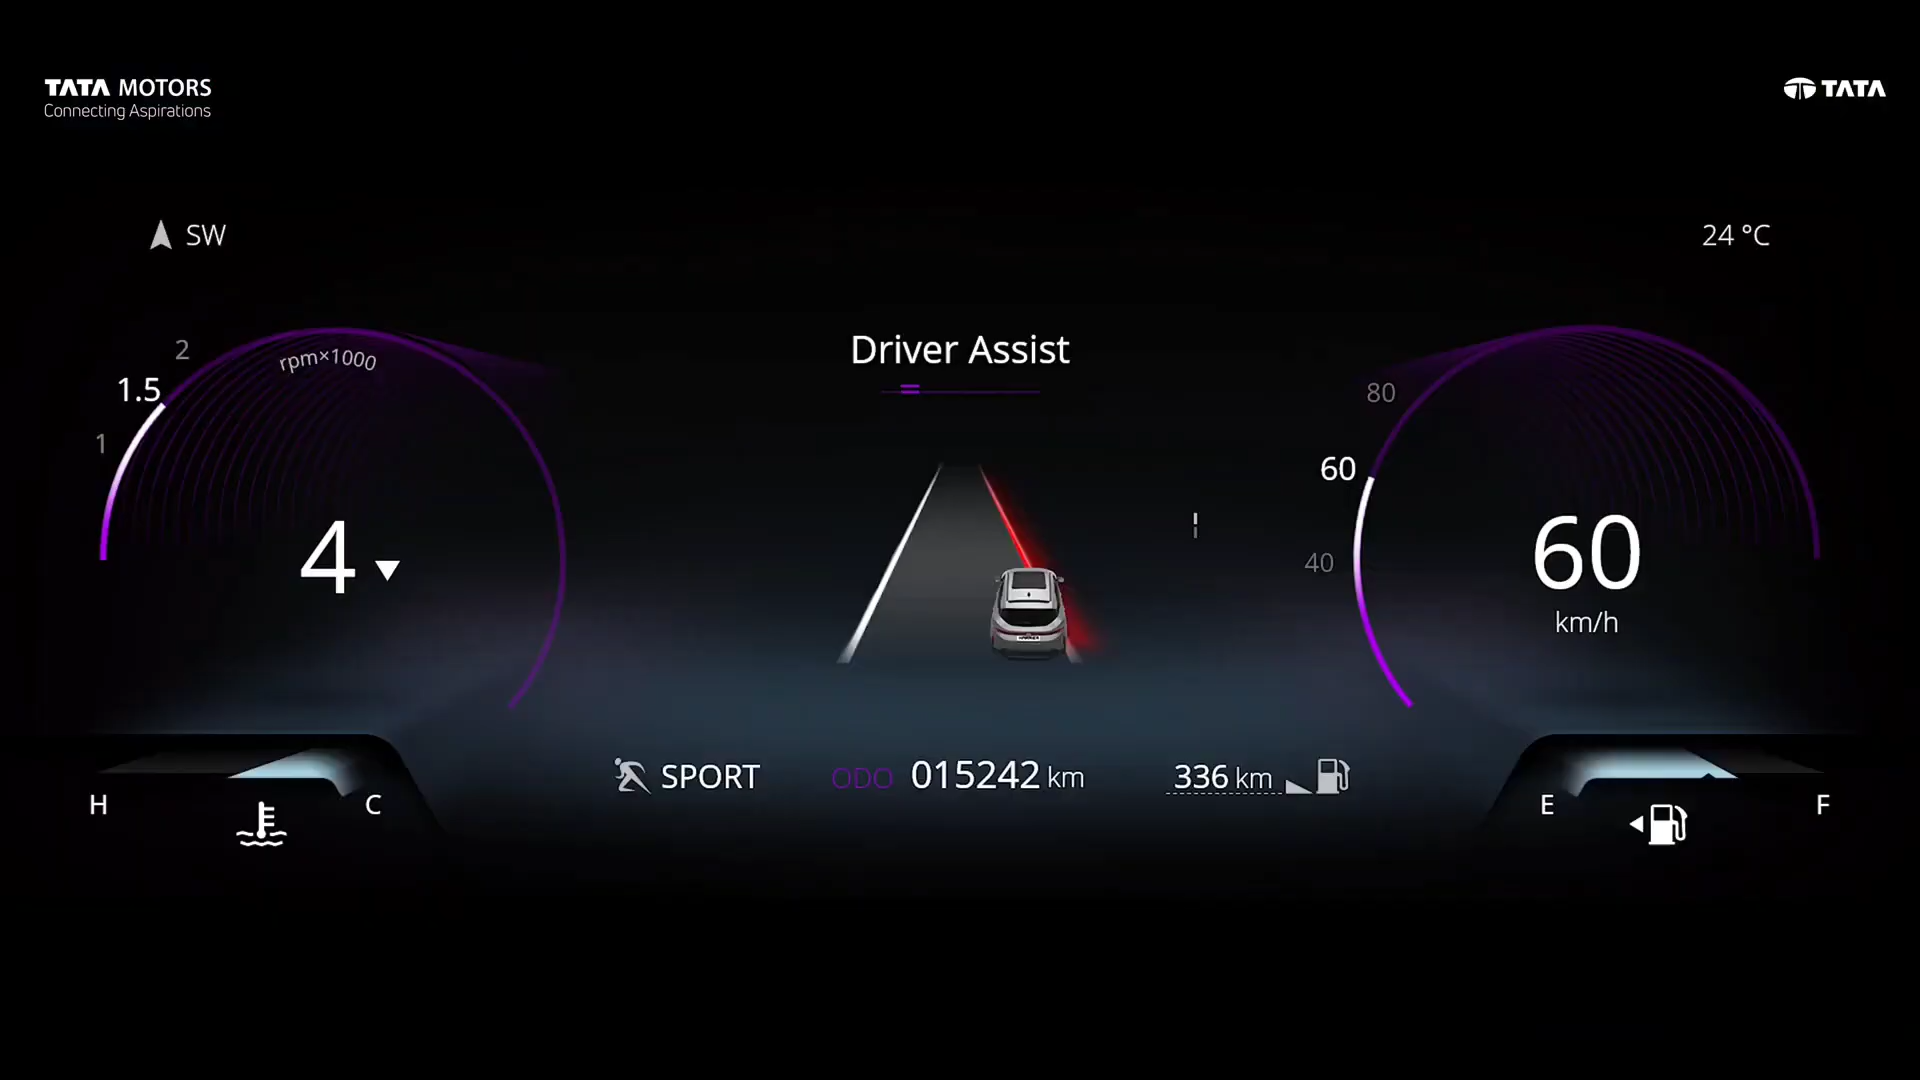 TATA MOTORS
Connecting Aspirations
TATA
SW
24 °C
Driver Assist
rpm×1000
2
1.5
1
4
80
60
40
60
km/h
SPORT
ODO 015242 km
336 km
H
C
E
F